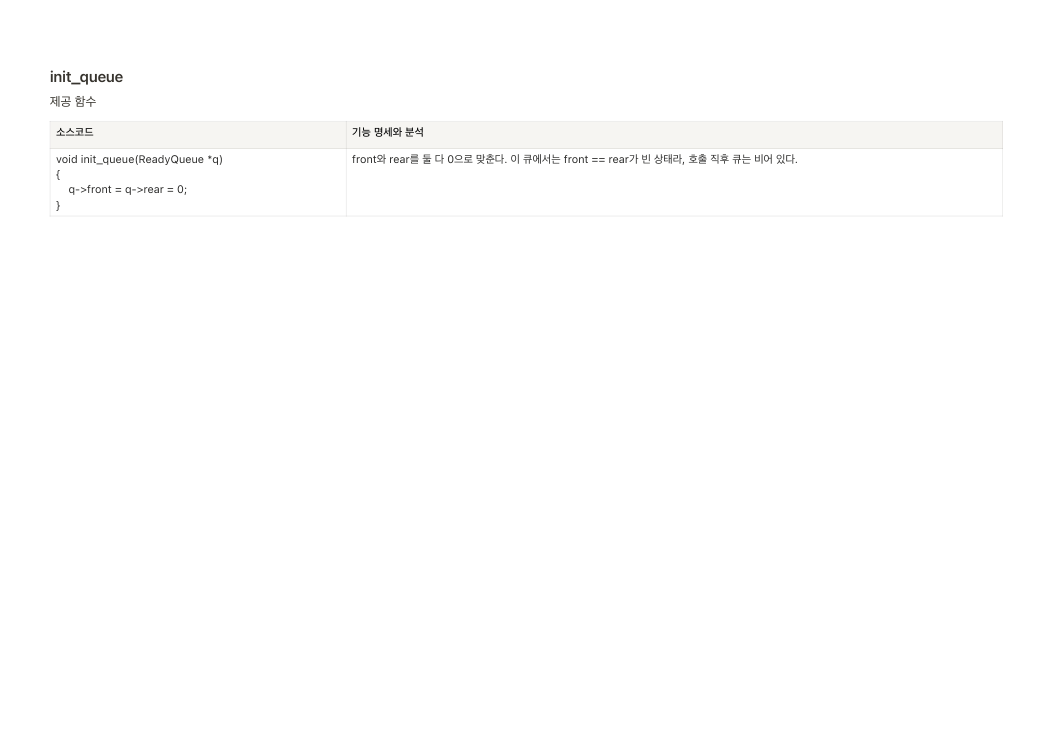 init_queue
제공 함수
소스코드 기능 명세와 분석
void init_queue(ReadyQueue *q) front와 rear를 둘 다 0으로 맞춘다. 이 큐에서는 front == rear가 빈 상태라, 호출 직후 큐는 비어 있다.
{
    q->front = q->rear = 0;
}